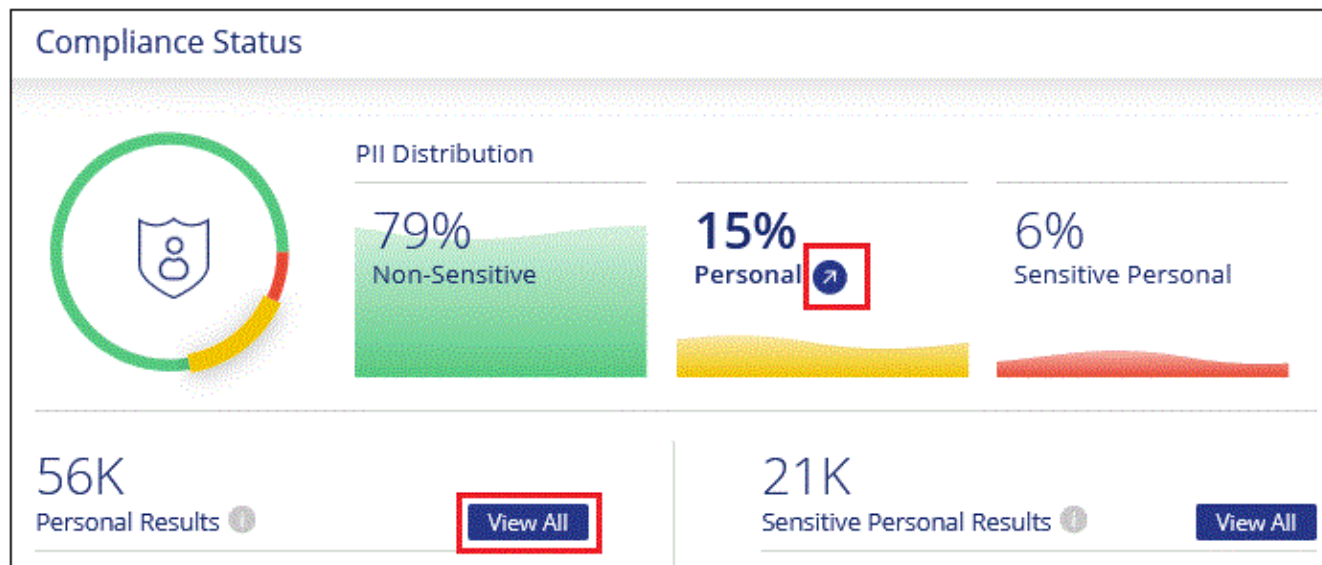 Compliance Status
PII Distribution
79%
Non-Sensitive
15%
Personal
6%
Sensitive Personal
56K
Personal Results
View All
21K
Sensitive Personal Results
View All